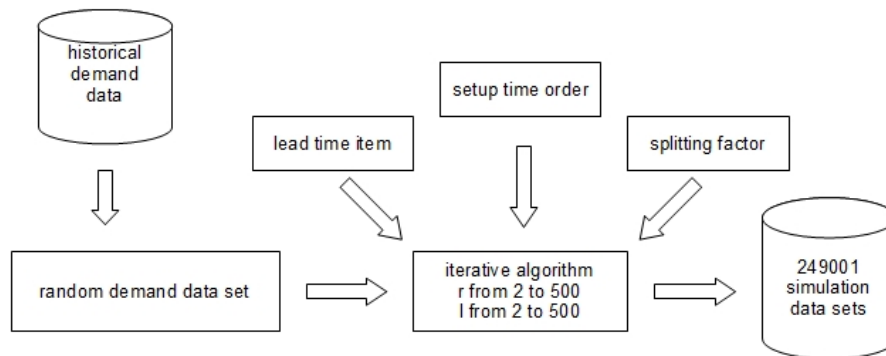 historical
demand
data
setup time order
lead time item
splitting factor
random demand data set
iterative algorithm
r from 2 to 500
l from 2 to 500
249001
simulation
data sets